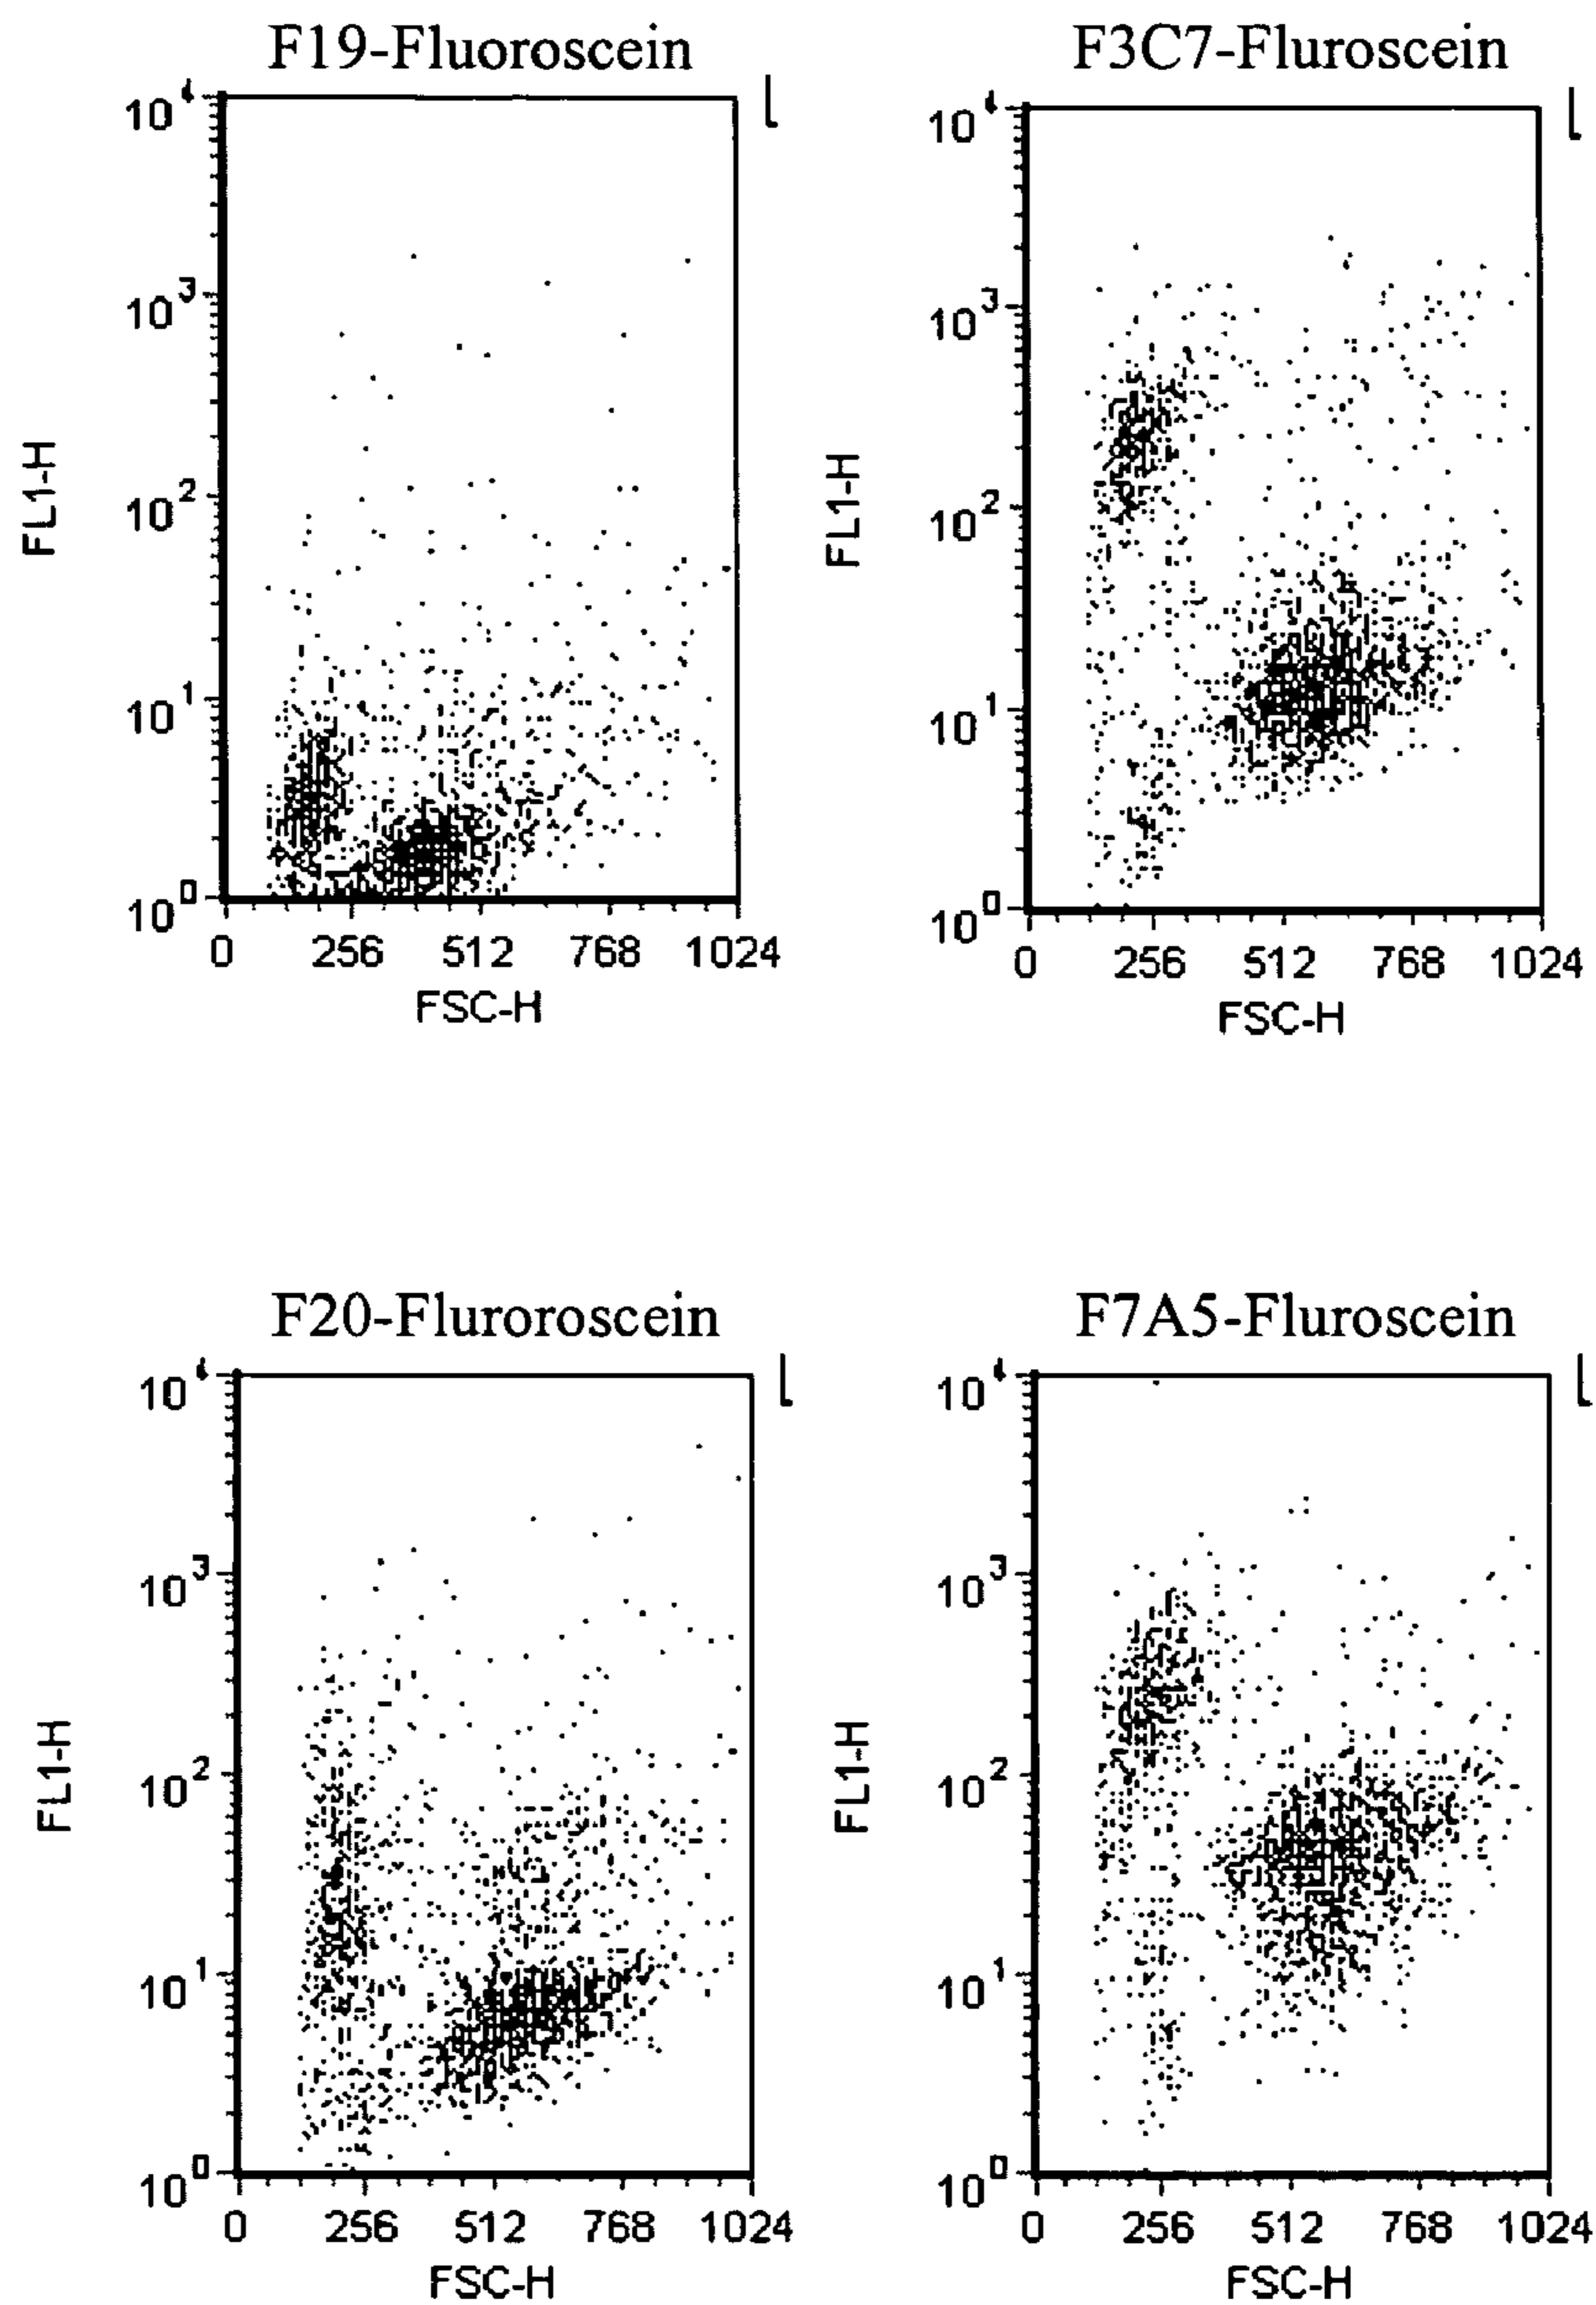 F19-Fluoroscein
10⁴
10³
10²
10¹
10⁰
FL1-H
0 256 512 768 1024
FSC-H
F3C7-Fluroscein
10⁴
10³
10²
10¹
10⁰
FL1-H
0 256 512 768 1024
FSC-H
F20-Fluroroscein
10⁴
10³
10²
10¹
10⁰
FL1-H
0 256 512 768 1024
FSC-H
F7A5-Fluroscein
10⁴
10³
10²
10¹
10⁰
FL1-H
0 256 512 768 1024
FSC-H